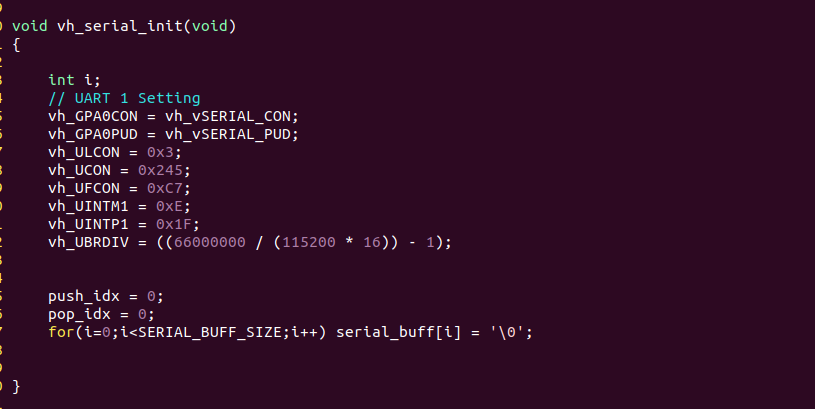 void vh_serial_init(void)
{
int i;
// UART 1 Setting
vh_GPA0CON = vh_vSERIAL_CON;
vh_GPA0PUD = vh_vSERIAL_PUD;
vh_ULCON = 0x3;
vh_UCON = 0x245;
vh_UFCON = 0xC7;
vh_UINTM1 = 0xE;
vh_UINTP1 = 0x1F;
vh_UBRDIV = ((66000000 / (115200 * 16)) - 1);
push_idx = 0;
pop_idx = 0;
for(i=0;i<SERIAL_BUFF_SIZE;i++) serial_buff[i] = '\0';
}